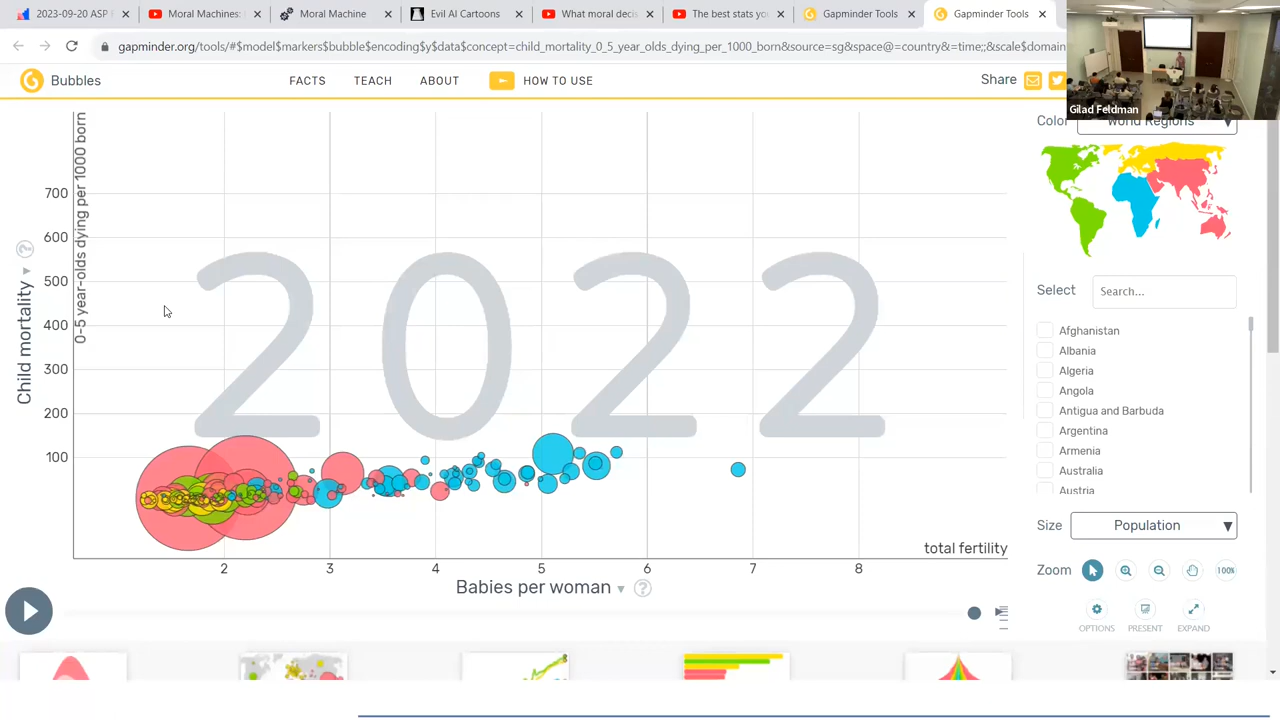 2023-09-20 ASP
Moral Machines:
Moral Machine
Evil AI Cartoons
What moral deci
The best stats yo
Gapminder Tools
Gapminder Tools
gapminder.org/tools/#$model$markers$bubble$encoding$y$data$concept=child_mortality_0_5_year_olds_dying_per_1000_born&source=sg&space@=country&=time;;&scale$domain
Bubbles
FACTS
TEACH
ABOUT
HOW TO USE
Share
Gilad Feldman
Color
World Regions
Child mortality
0-5 year-olds dying per 1000 born
700
600
500
400
300
200
100
2022
total fertility
2
3
4
5
6
7
8
Babies per woman
Select
Search...
Afghanistan
Albania
Algeria
Angola
Antigua and Barbuda
Argentina
Armenia
Australia
Austria
Size
Population
Zoom
100%
OPTIONS
PRESENT
EXPAND